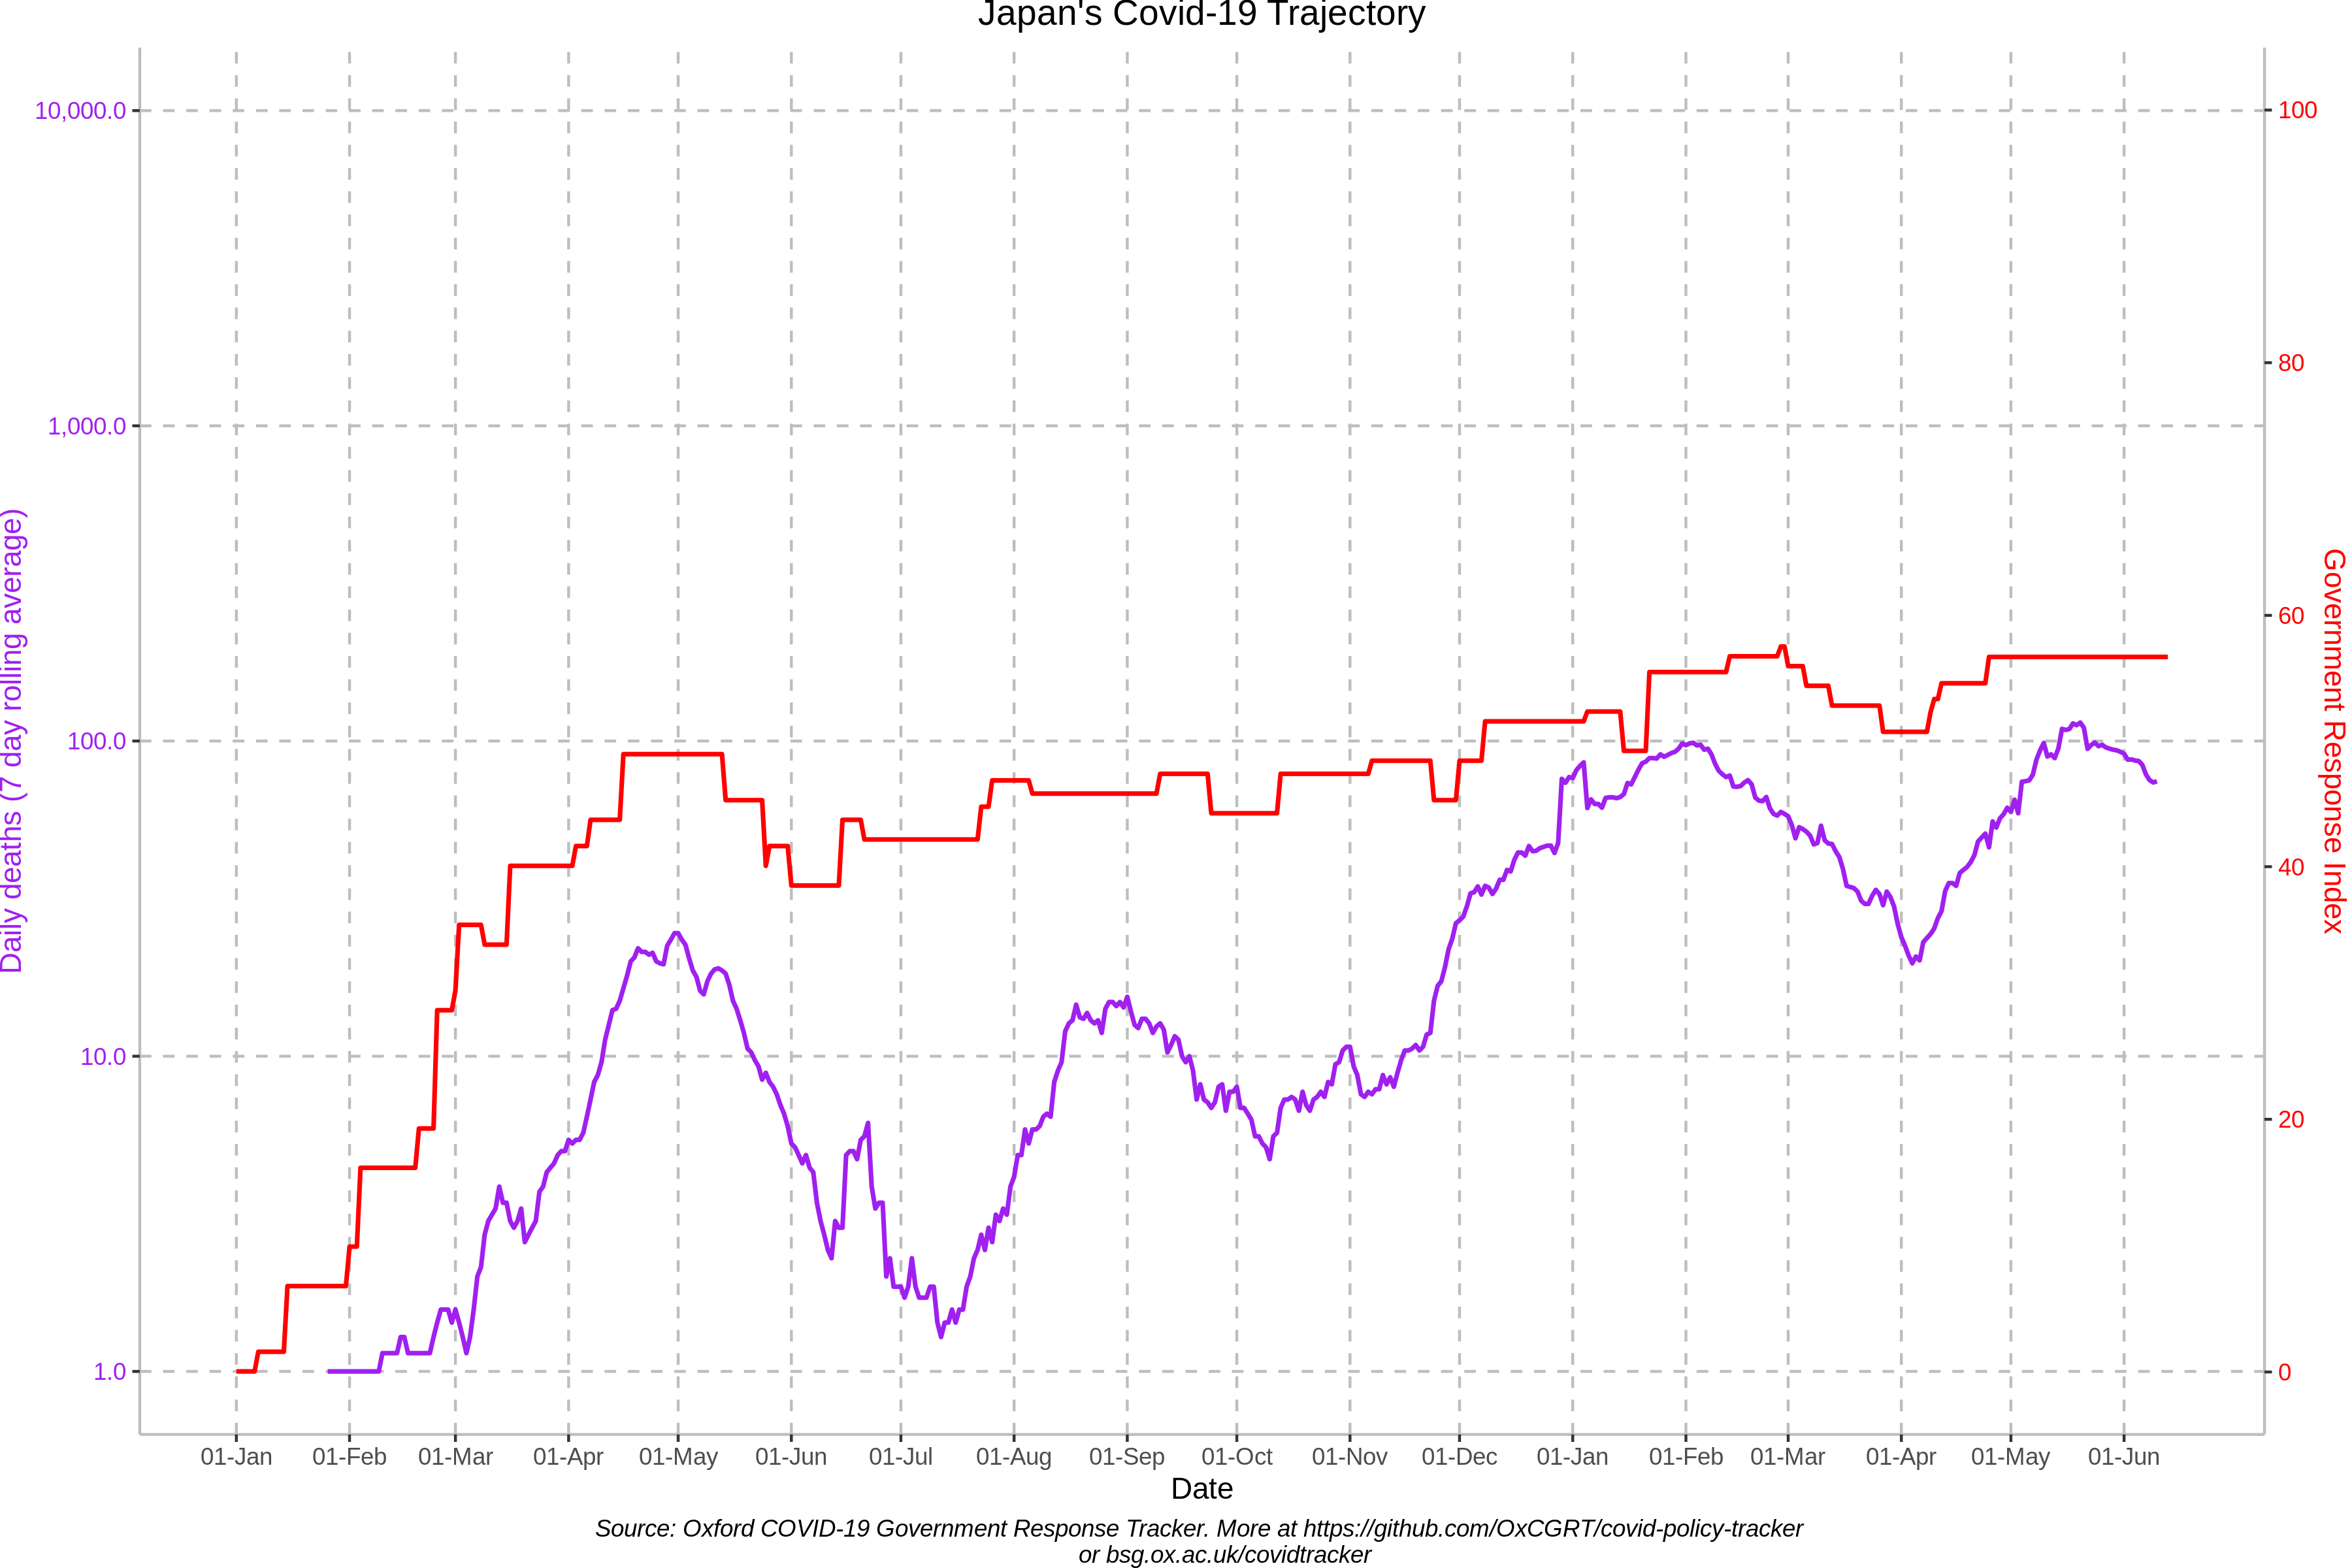 Japan's Covid-19 Trajectory
10,000.0
1,000.0
100.0
10.0
1.0
Daily deaths (7 day rolling average)
100
80
60
40
20
0
Government Response Index
01-Jan 01-Feb 01-Mar 01-Apr 01-May 01-Jun 01-Jul 01-Aug 01-Sep 01-Oct 01-Nov 01-Dec 01-Jan 01-Feb 01-Mar 01-Apr 01-May 01-Jun
Date
Source: Oxford COVID-19 Government Response Tracker. More at https://github.com/OxCGRT/covid-policy-tracker
or bsg.ox.ac.uk/covidtracker